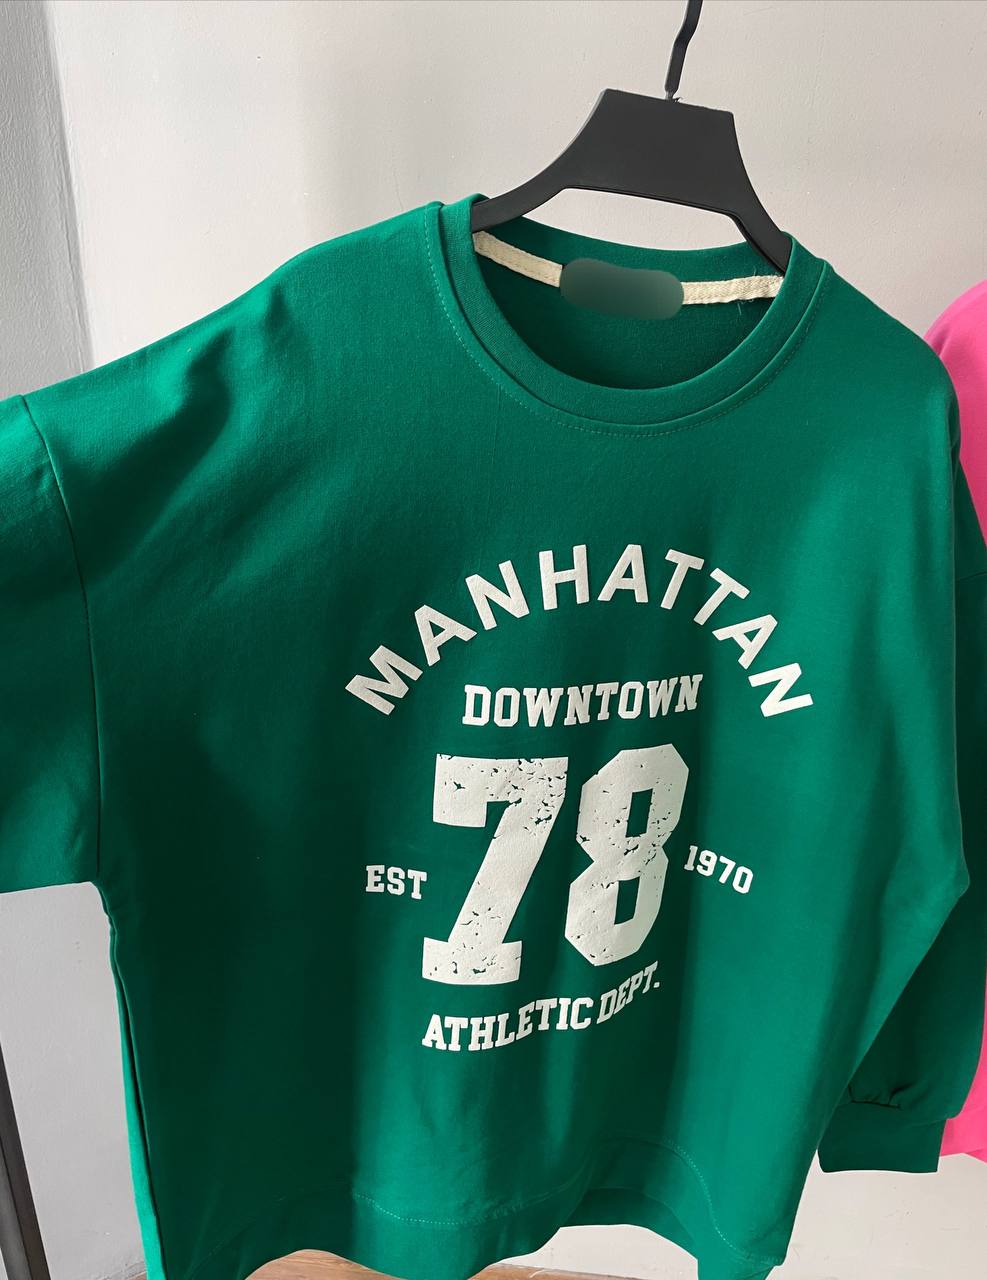 MANHATTAN
DOWNTOWN
78
EST 1970
ATHLETIC DEPT.